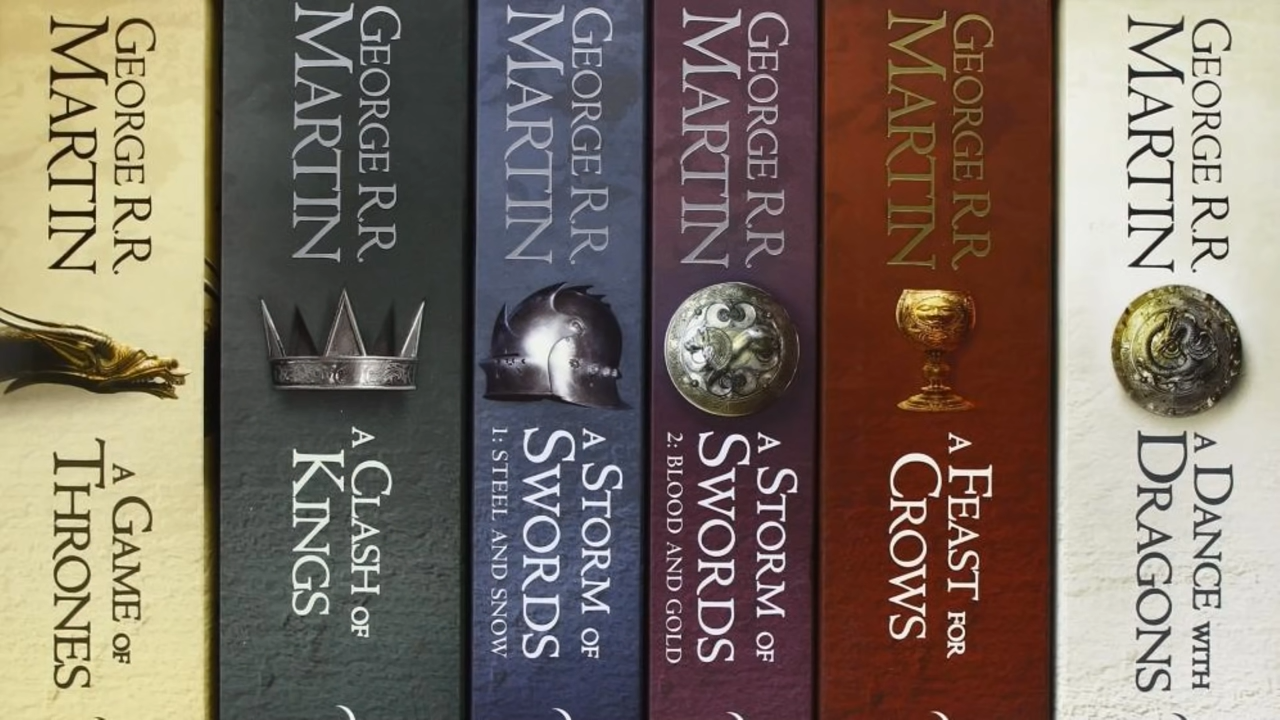 GEORGE R.R.
MARTIN
A GAME OF
THRONES
GEORGE R.R.
MARTIN
A CLASH OF
KINGS
GEORGE R.R.
MARTIN
A STORM OF
SWORDS
1: STEEL AND SNOW
GEORGE R.R.
MARTIN
A STORM OF
SWORDS
2: BLOOD AND GOLD
GEORGE R.R.
MARTIN
A FEAST FOR
CROWS
GEORGE R.R.
MARTIN
A DANCE WITH
DRAGONS